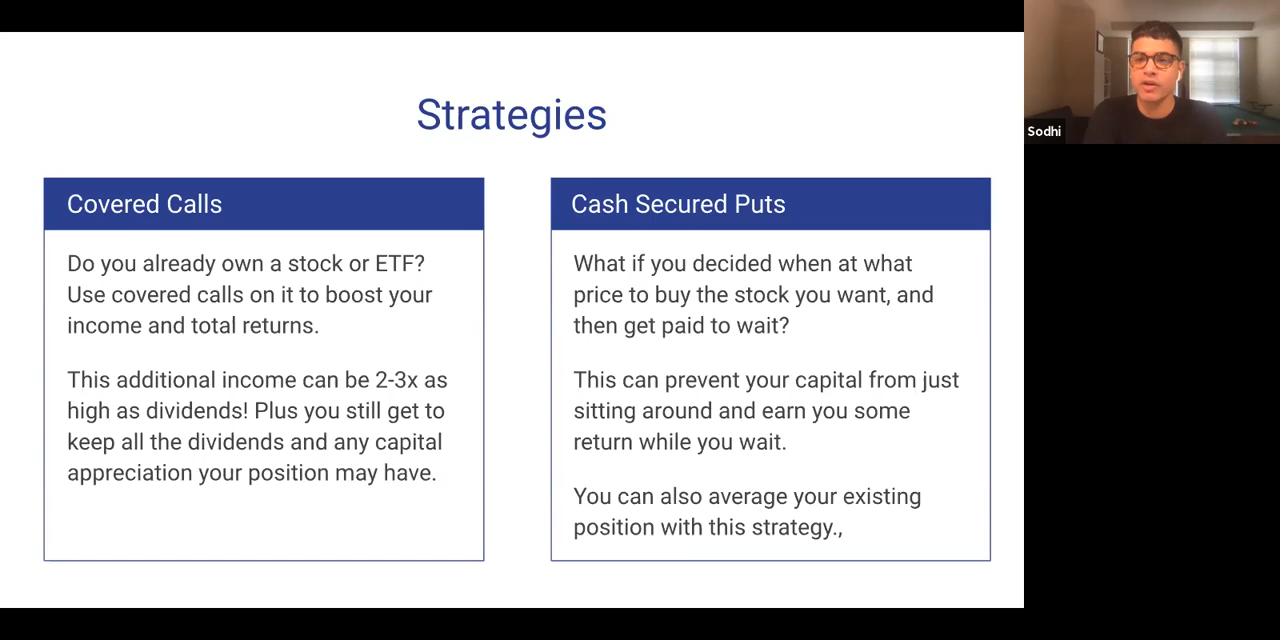 Strategies
Covered Calls
Do you already own a stock or ETF?
Use covered calls on it to boost your
income and total returns.
This additional income can be 2-3x as
high as dividends! Plus you still get to
keep all the dividends and any capital
appreciation your position may have.
Cash Secured Puts
What if you decided when at what
price to buy the stock you want, and
then get paid to wait?
This can prevent your capital from just
sitting around and earn you some
return while you wait.
You can also average your existing
position with this strategy.,
Sodhi